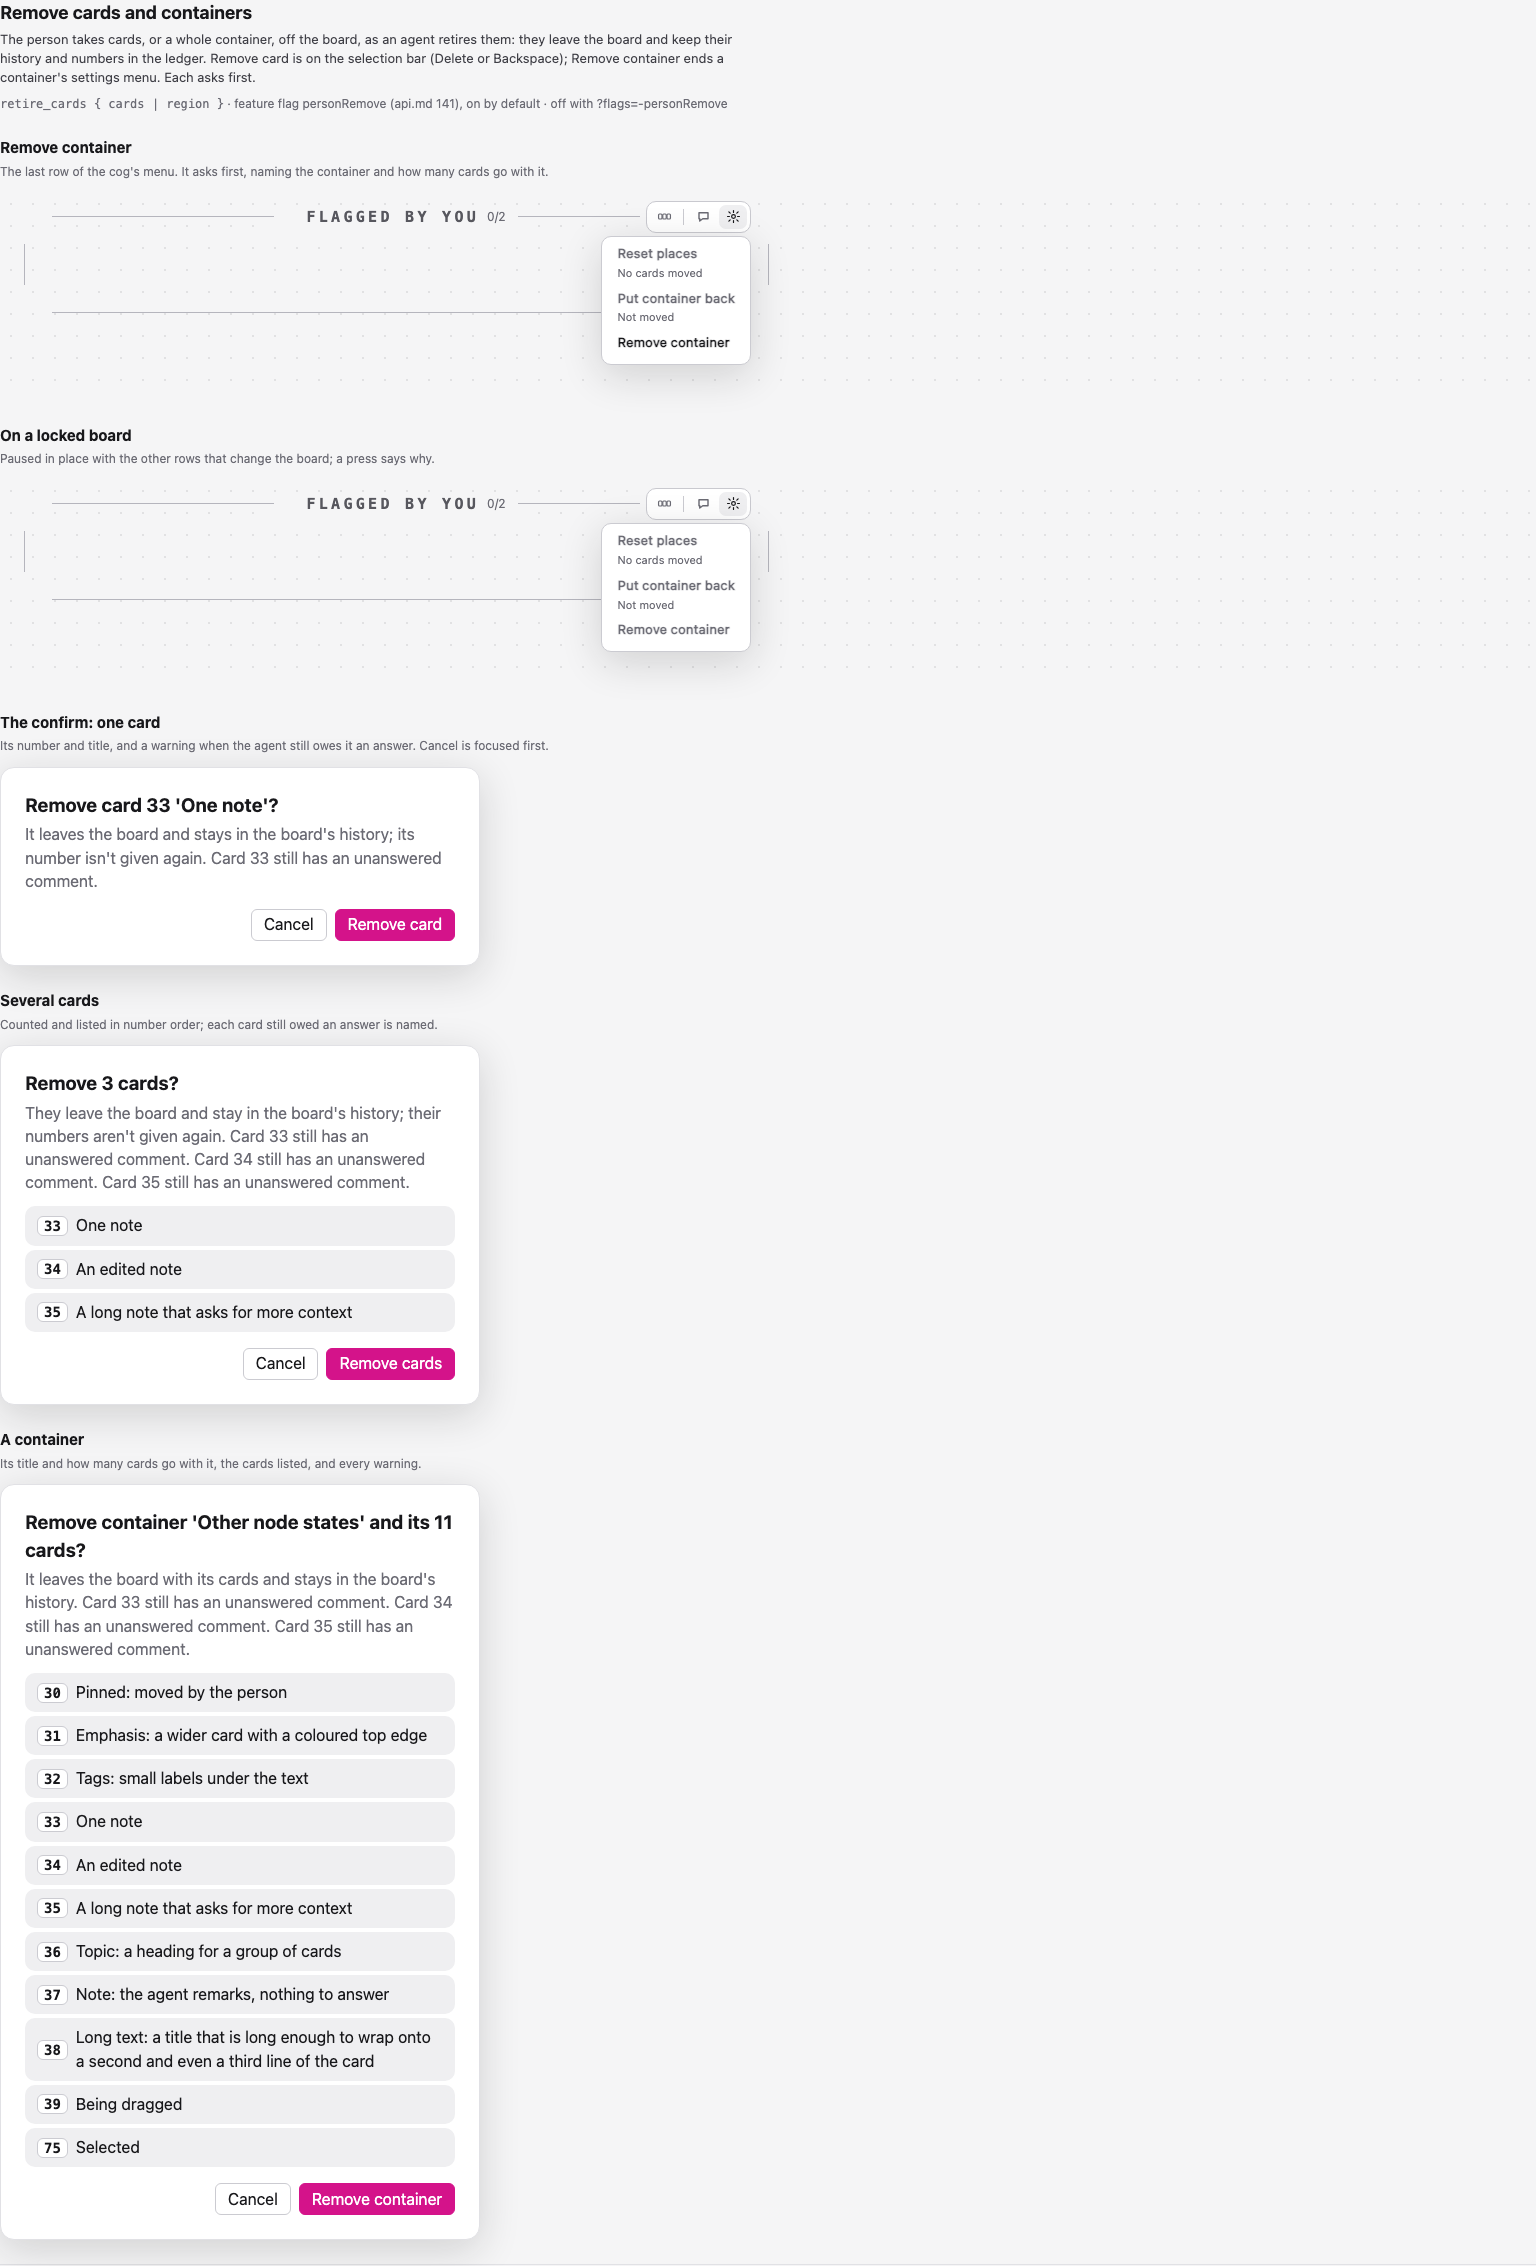 Remove cards and containers
The person takes cards, or a whole container, off the board, as an agent retires them: they leave the board and keep their
history and numbers in the ledger. Remove card is on the selection bar (Delete or Backspace); Remove container ends a
container's settings menu. Each asks first.
retire_cards { cards | region } · feature flag personRemove (api.md 141), on by default · off with ?flags=-personRemove
Remove container
The last row of the cog's menu. It asks first, naming the container and how many cards go with it.
FLAGGED BY YOU 0/2
Reset places
No cards moved
Put container back
Not moved
Remove container
On a locked board
Paused in place with the other rows that change the board; a press says why.
FLAGGED BY YOU 0/2
Reset places
No cards moved
Put container back
Not moved
Remove container
The confirm: one card
Its number and title, and a warning when the agent still owes it an answer. Cancel is focused first.
Remove card 33 'One note'?
It leaves the board and stays in the board's history; its
number isn't given again. Card 33 still has an unanswered
comment.
Cancel Remove card
Several cards
Counted and listed in number order; each card still owed an answer is named.
Remove 3 cards?
They leave the board and stay in the board's history; their
numbers aren't given again. Card 33 still has an
unanswered comment. Card 34 still has an unanswered
comment. Card 35 still has an unanswered comment.
33 One note
34 An edited note
35 A long note that asks for more context
Cancel Remove cards
A container
Its title and how many cards go with it, the cards listed, and every warning.
Remove container 'Other node states' and its 11
cards?
It leaves the board with its cards and stays in the board's
history. Card 33 still has an unanswered comment. Card 34
still has an unanswered comment. Card 35 still has an
unanswered comment.
30 Pinned: moved by the person
31 Emphasis: a wider card with a coloured top edge
32 Tags: small labels under the text
33 One note
34 An edited note
35 A long note that asks for more context
36 Topic: a heading for a group of cards
37 Note: the agent remarks, nothing to answer
38 Long text: a title that is long enough to wrap onto
a second and even a third line of the card
39 Being dragged
75 Selected
Cancel Remove container